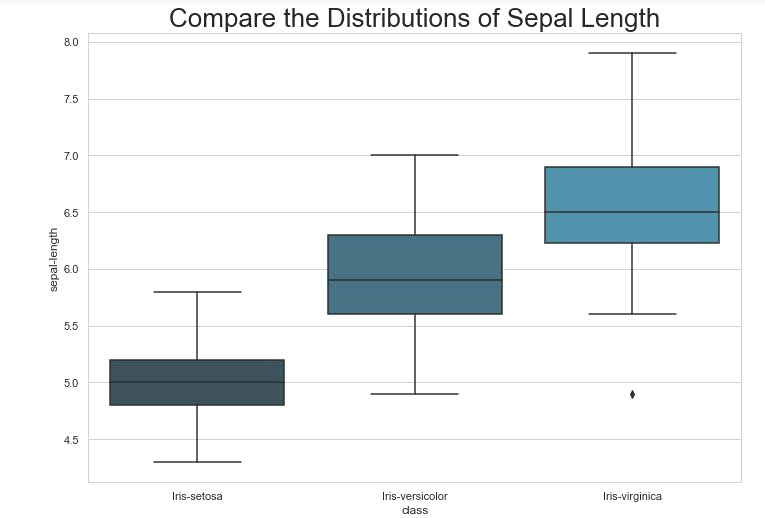 Compare the Distributions of Sepal Length
8.0
7.5
7.0
6.5
6.0
5.5
5.0
4.5
sepal-length
Iris-setosa Iris-versicolor Iris-virginica
class